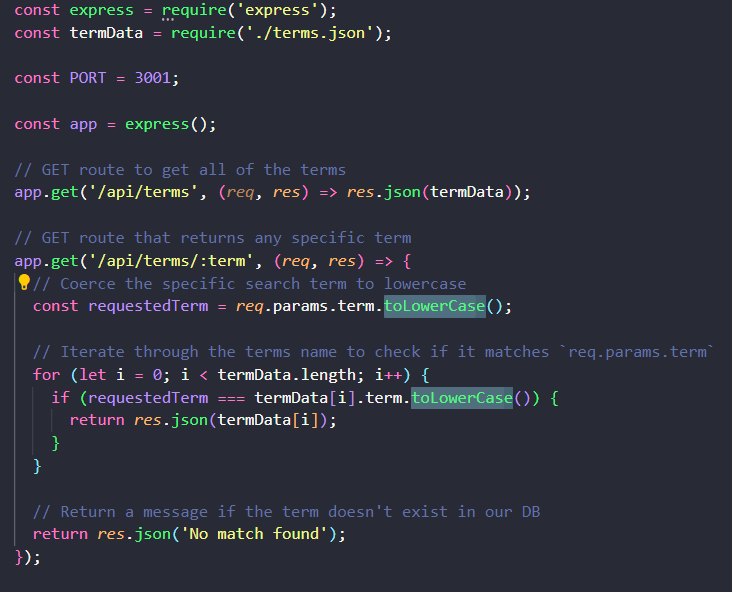 const express = require('express');
const termData = require('./terms.json');
const PORT = 3001;
const app = express();
// GET route to get all of the terms
app.get('/api/terms', (req, res) => res.json(termData));
// GET route that returns any specific term
app.get('/api/terms/:term', (req, res) => {
// Coerce the specific search term to lowercase
const requestedTerm = req.params.term.toLowerCase();
// Iterate through the terms name to check if it matches `req.params.term`
for (let i = 0; i < termData.length; i++) {
if (requestedTerm === termData[i].term.toLowerCase()) {
return res.json(termData[i]);
}
}
// Return a message if the term doesn't exist in our DB
return res.json('No match found');
});